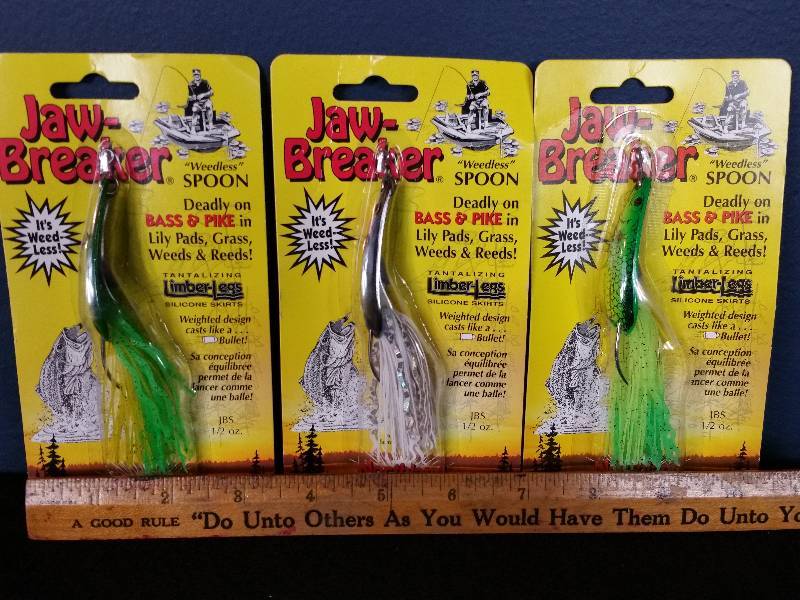 Jaw-
Breaker®
"Weedless"
SPOON
It's
Weed-
Less!
Deadly on
BASS & PIKE in
Lily Pads, Grass,
Weeds & Reeds!
TANTALIZING
Limber-Legs
SILICONE SKIRTS
Weighted design
casts like a . . .
Bullet!
Sa conception
équilibrée
permet de la
lancer comme
une balle!
JBS
1/2 oz.
Jaw-
Breaker®
"Weedless"
SPOON
It's
Weed-
Less!
Deadly on
BASS & PIKE in
Lily Pads, Grass,
Weeds & Reeds!
TANTALIZING
Limber-Legs
SILICONE SKIRTS
Weighted design
casts like a . . .
Bullet!
Sa conception
équilibrée
permet de la
lancer comme
une balle!
JBS
1/2 oz.
Jaw-
Breaker®
"Weedless"
SPOON
It's
Weed-
Less!
Deadly on
BASS & PIKE in
Lily Pads, Grass,
Weeds & Reeds!
TANTALIZING
Limber-Legs
SILICONE SKIRTS
Weighted design
casts like a . . .
Bullet!
Sa conception
équilibrée
permet de la
lancer comme
une balle!
JBS
1/2 oz.
2 3 4 5 6 7 8
A GOOD RULE "Do Unto Others As You Would Have Them Do Unto Yo